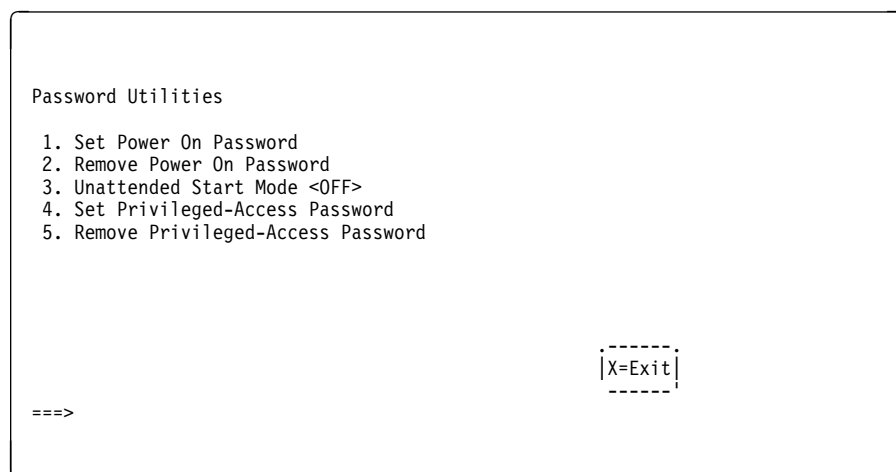 Password Utilities
1. Set Power On Password
2. Remove Power On Password
3. Unattended Start Mode <OFF>
4. Set Privileged-Access Password
5. Remove Privileged-Access Password
.------.
|X=Exit|
------'
===>